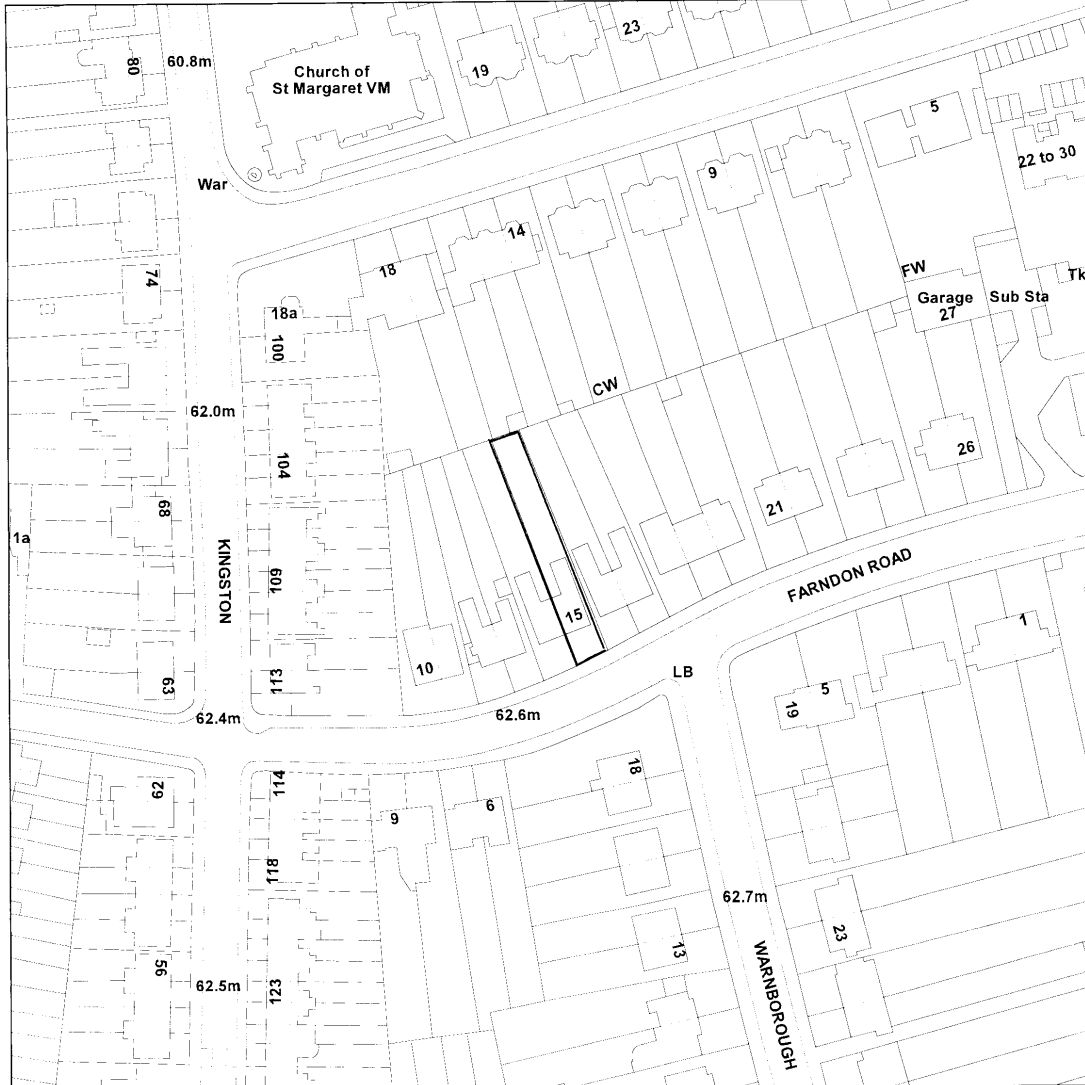 23
80
60.8m
Church of
St Margaret VM
19
5
22 to 30
War
9
14
18
74
FW
Tk
Garage
27
Sub Sta
18a
100
CW
62.0m
104
26
21
68
1a
KINGSTON
109
FARNDON ROAD
15
1
10
113
63
LB
5
19
62.4m
62.6m
18
114
62
9
6
118
62.7m
23
13
56
WARNBOROUGH
62.5m
123